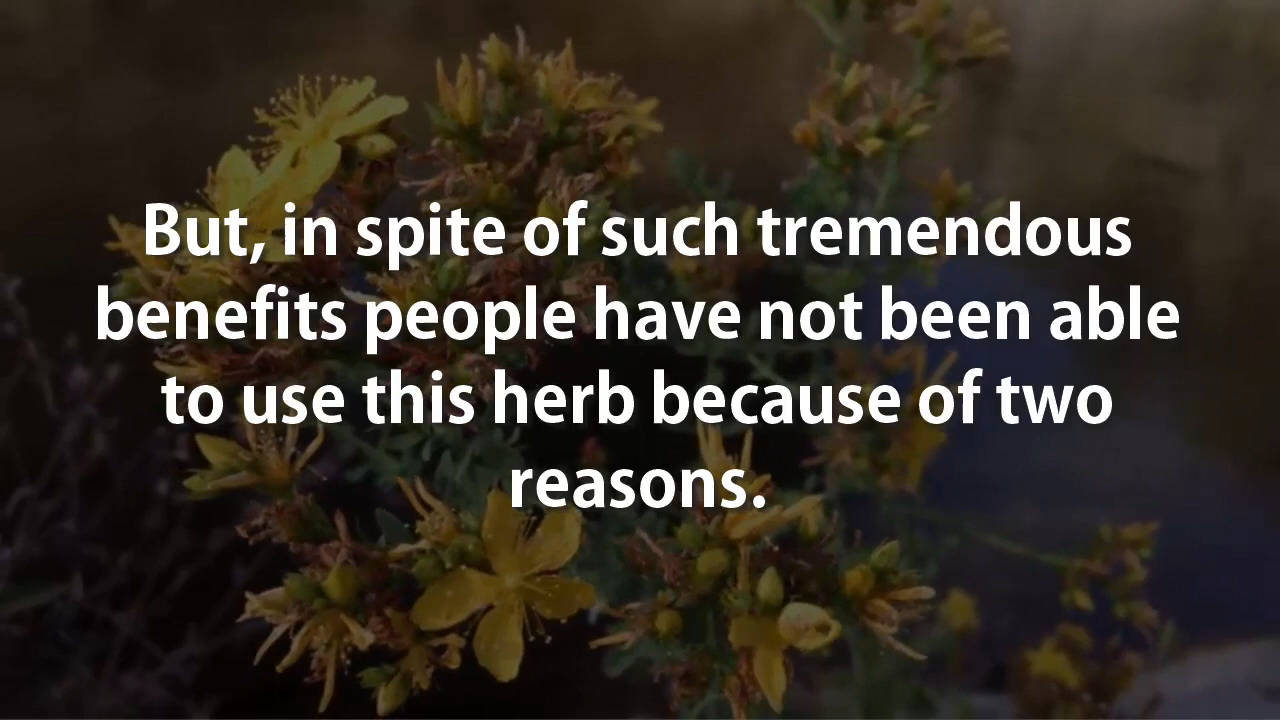 But, in spite of such tremendous
benefits people have not been able
to use this herb because of two
reasons.